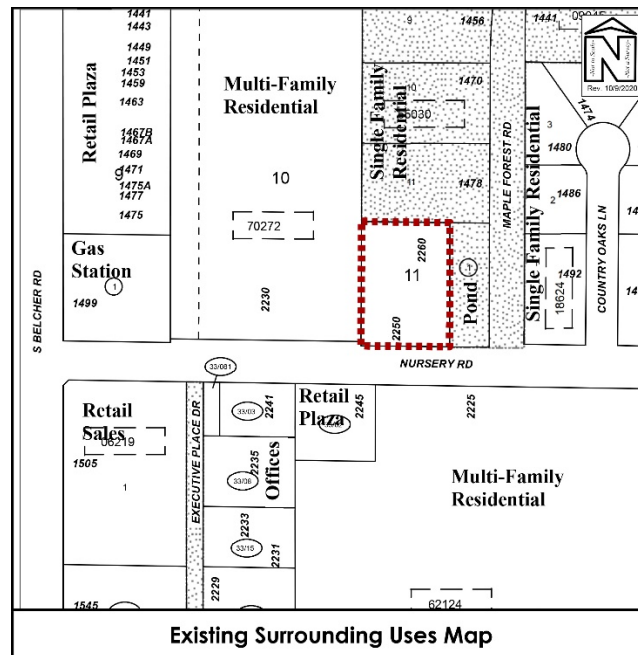 1441
1443
1449
1451
1453
1459
1463
1467B
1467A
1469
1471
9
1475A
1477
1475
Retail Plaza
Multi-Family
Residential
10
70272
2230
Gas
Station
1
1499
S BELCHER RD
9
1456
10
1470
Single Family
Residential
11
1478
2260
11
2250
1
Pond
MAPLE FOREST RD
NURSERY RD
1441
N
Rev. 10/9/2020
1474
3
1480
2
1486
1492
18624
Single Family Residential
COUNTRY OAKS LN
33/081
Retail
Sales
06219
1505
1
1545
EXECUTIVE PLACE DR
33/03
2241
2235
33/08
Offices
2233
33/15
2231
2229
Retail
Plaza
2245
2225
Multi-Family
Residential
62124
Existing Surrounding Uses Map